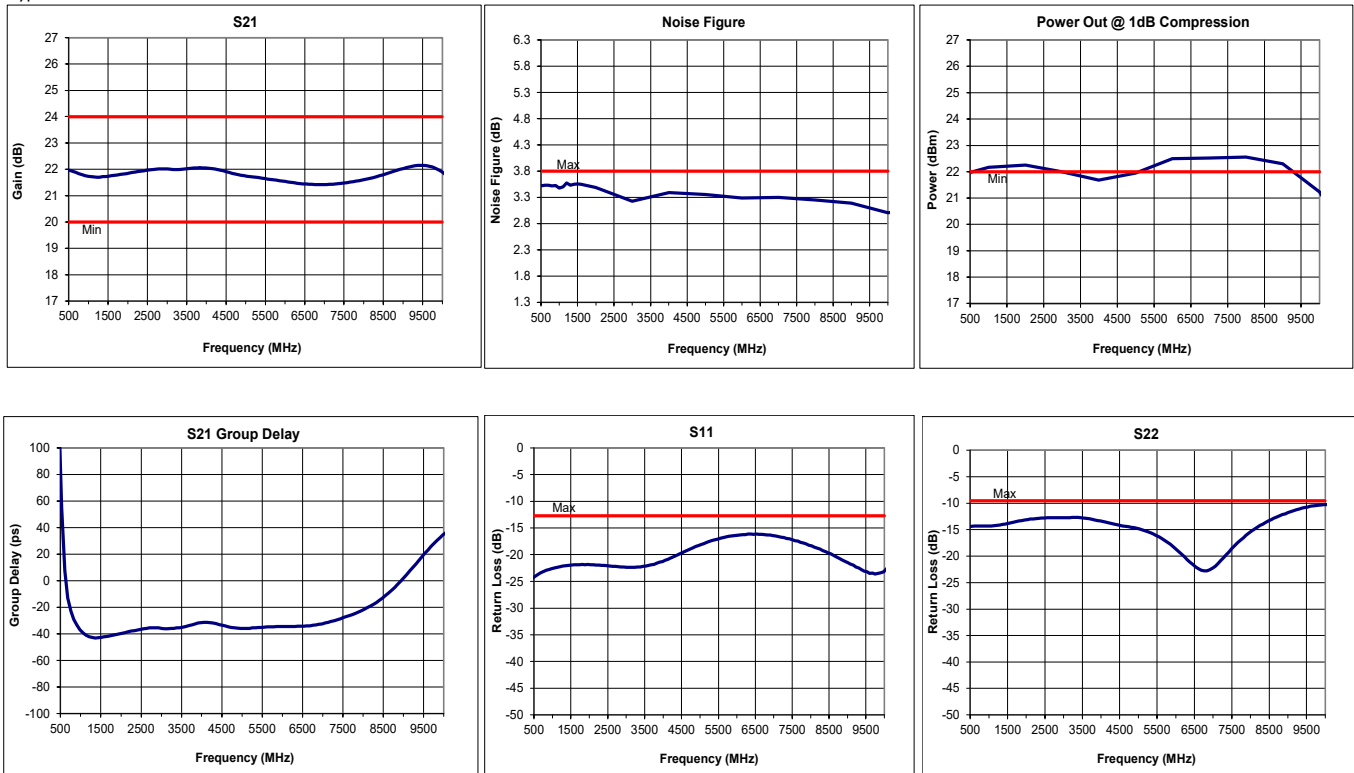 S21
27
26
25
24
23
22
21
20
19
18
17
Gain (dB)
Min
500 1500 2500 3500 4500 5500 6500 7500 8500 9500
Frequency (MHz)
Noise Figure
6.3
5.8
5.3
4.8
4.3
3.8
3.3
2.8
2.3
1.8
1.3
Noise Figure (dB)
Max
500 1500 2500 3500 4500 5500 6500 7500 8500 9500
Frequency (MHz)
Power Out @ 1dB Compression
27
26
25
24
23
22
21
20
19
18
17
Power (dBm)
Min
500 1500 2500 3500 4500 5500 6500 7500 8500 9500
Frequency (MHz)
S21 Group Delay
100
80
60
40
20
0
-20
-40
-60
-80
-100
Group Delay (ps)
500 1500 2500 3500 4500 5500 6500 7500 8500 9500
Frequency (MHz)
S11
0
-5
-10
-15
-20
-25
-30
-35
-40
-45
-50
Return Loss (dB)
Max
500 1500 2500 3500 4500 5500 6500 7500 8500 9500
Frequency (MHz)
S22
0
-5
-10
-15
-20
-25
-30
-35
-40
-45
-50
Return Loss (dB)
Max
500 1500 2500 3500 4500 5500 6500 7500 8500 9500
Frequency (MHz)